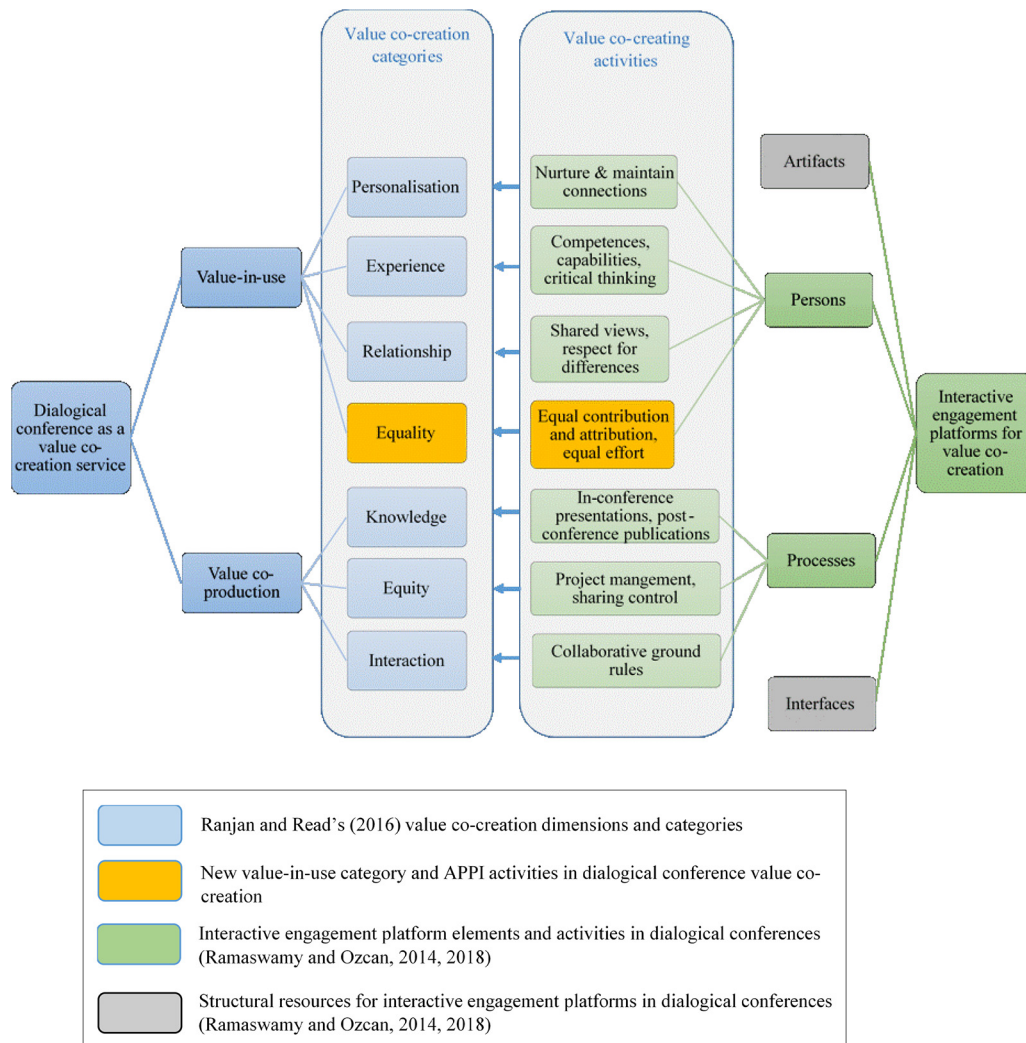 Value co-creation
categories
Value co-creating
activities
Artifacts
Personalisation
Nurture & maintain
connections
Value-in-use
Experience
Competences,
capabilities,
critical thinking
Persons
Relationship
Shared views,
respect for
differences
Dialogical
conference as a
value co-
creation service
Equality
Equal contribution
and attribution,
equal effort
Interactive
engagement
platforms for
value co-
creation
Knowledge
In-conference
presentations, post-
conference publications
Processes
Value co-
production
Equity
Project mangement,
sharing control
Interaction
Collaborative ground
rules
Interfaces
Ranjan and Read’s (2016) value co-creation dimensions and categories
New value-in-use category and APPI activities in dialogical conference value co-
creation
Interactive engagement platform elements and activities in dialogical conferences
(Ramaswamy and Ozcan, 2014, 2018)
Structural resources for interactive engagement platforms in dialogical conferences
(Ramaswamy and Ozcan, 2014, 2018)